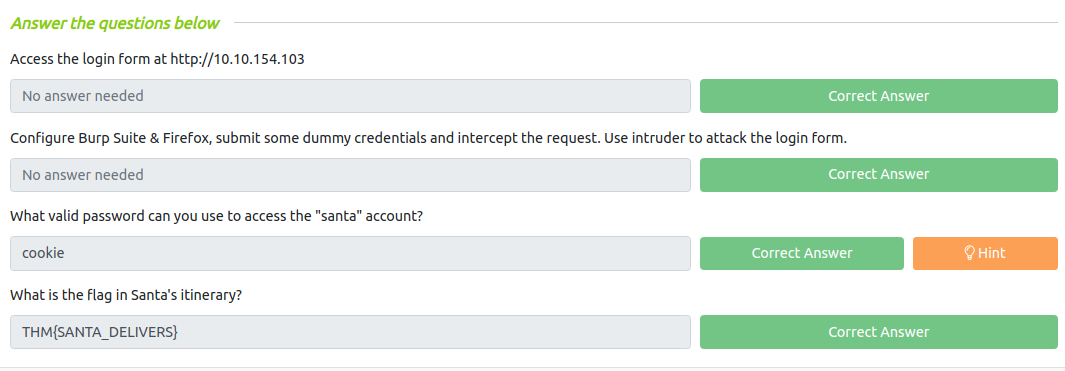 Answer the questions below
Access the login form at http://10.10.154.103
No answer needed
Correct Answer
Configure Burp Suite & Firefox, submit some dummy credentials and intercept the request. Use intruder to attack the login form.
No answer needed
Correct Answer
What valid password can you use to access the "santa" account?
cookie
Correct Answer
Hint
What is the flag in Santa's itinerary?
THM{SANTA_DELIVERS}
Correct Answer